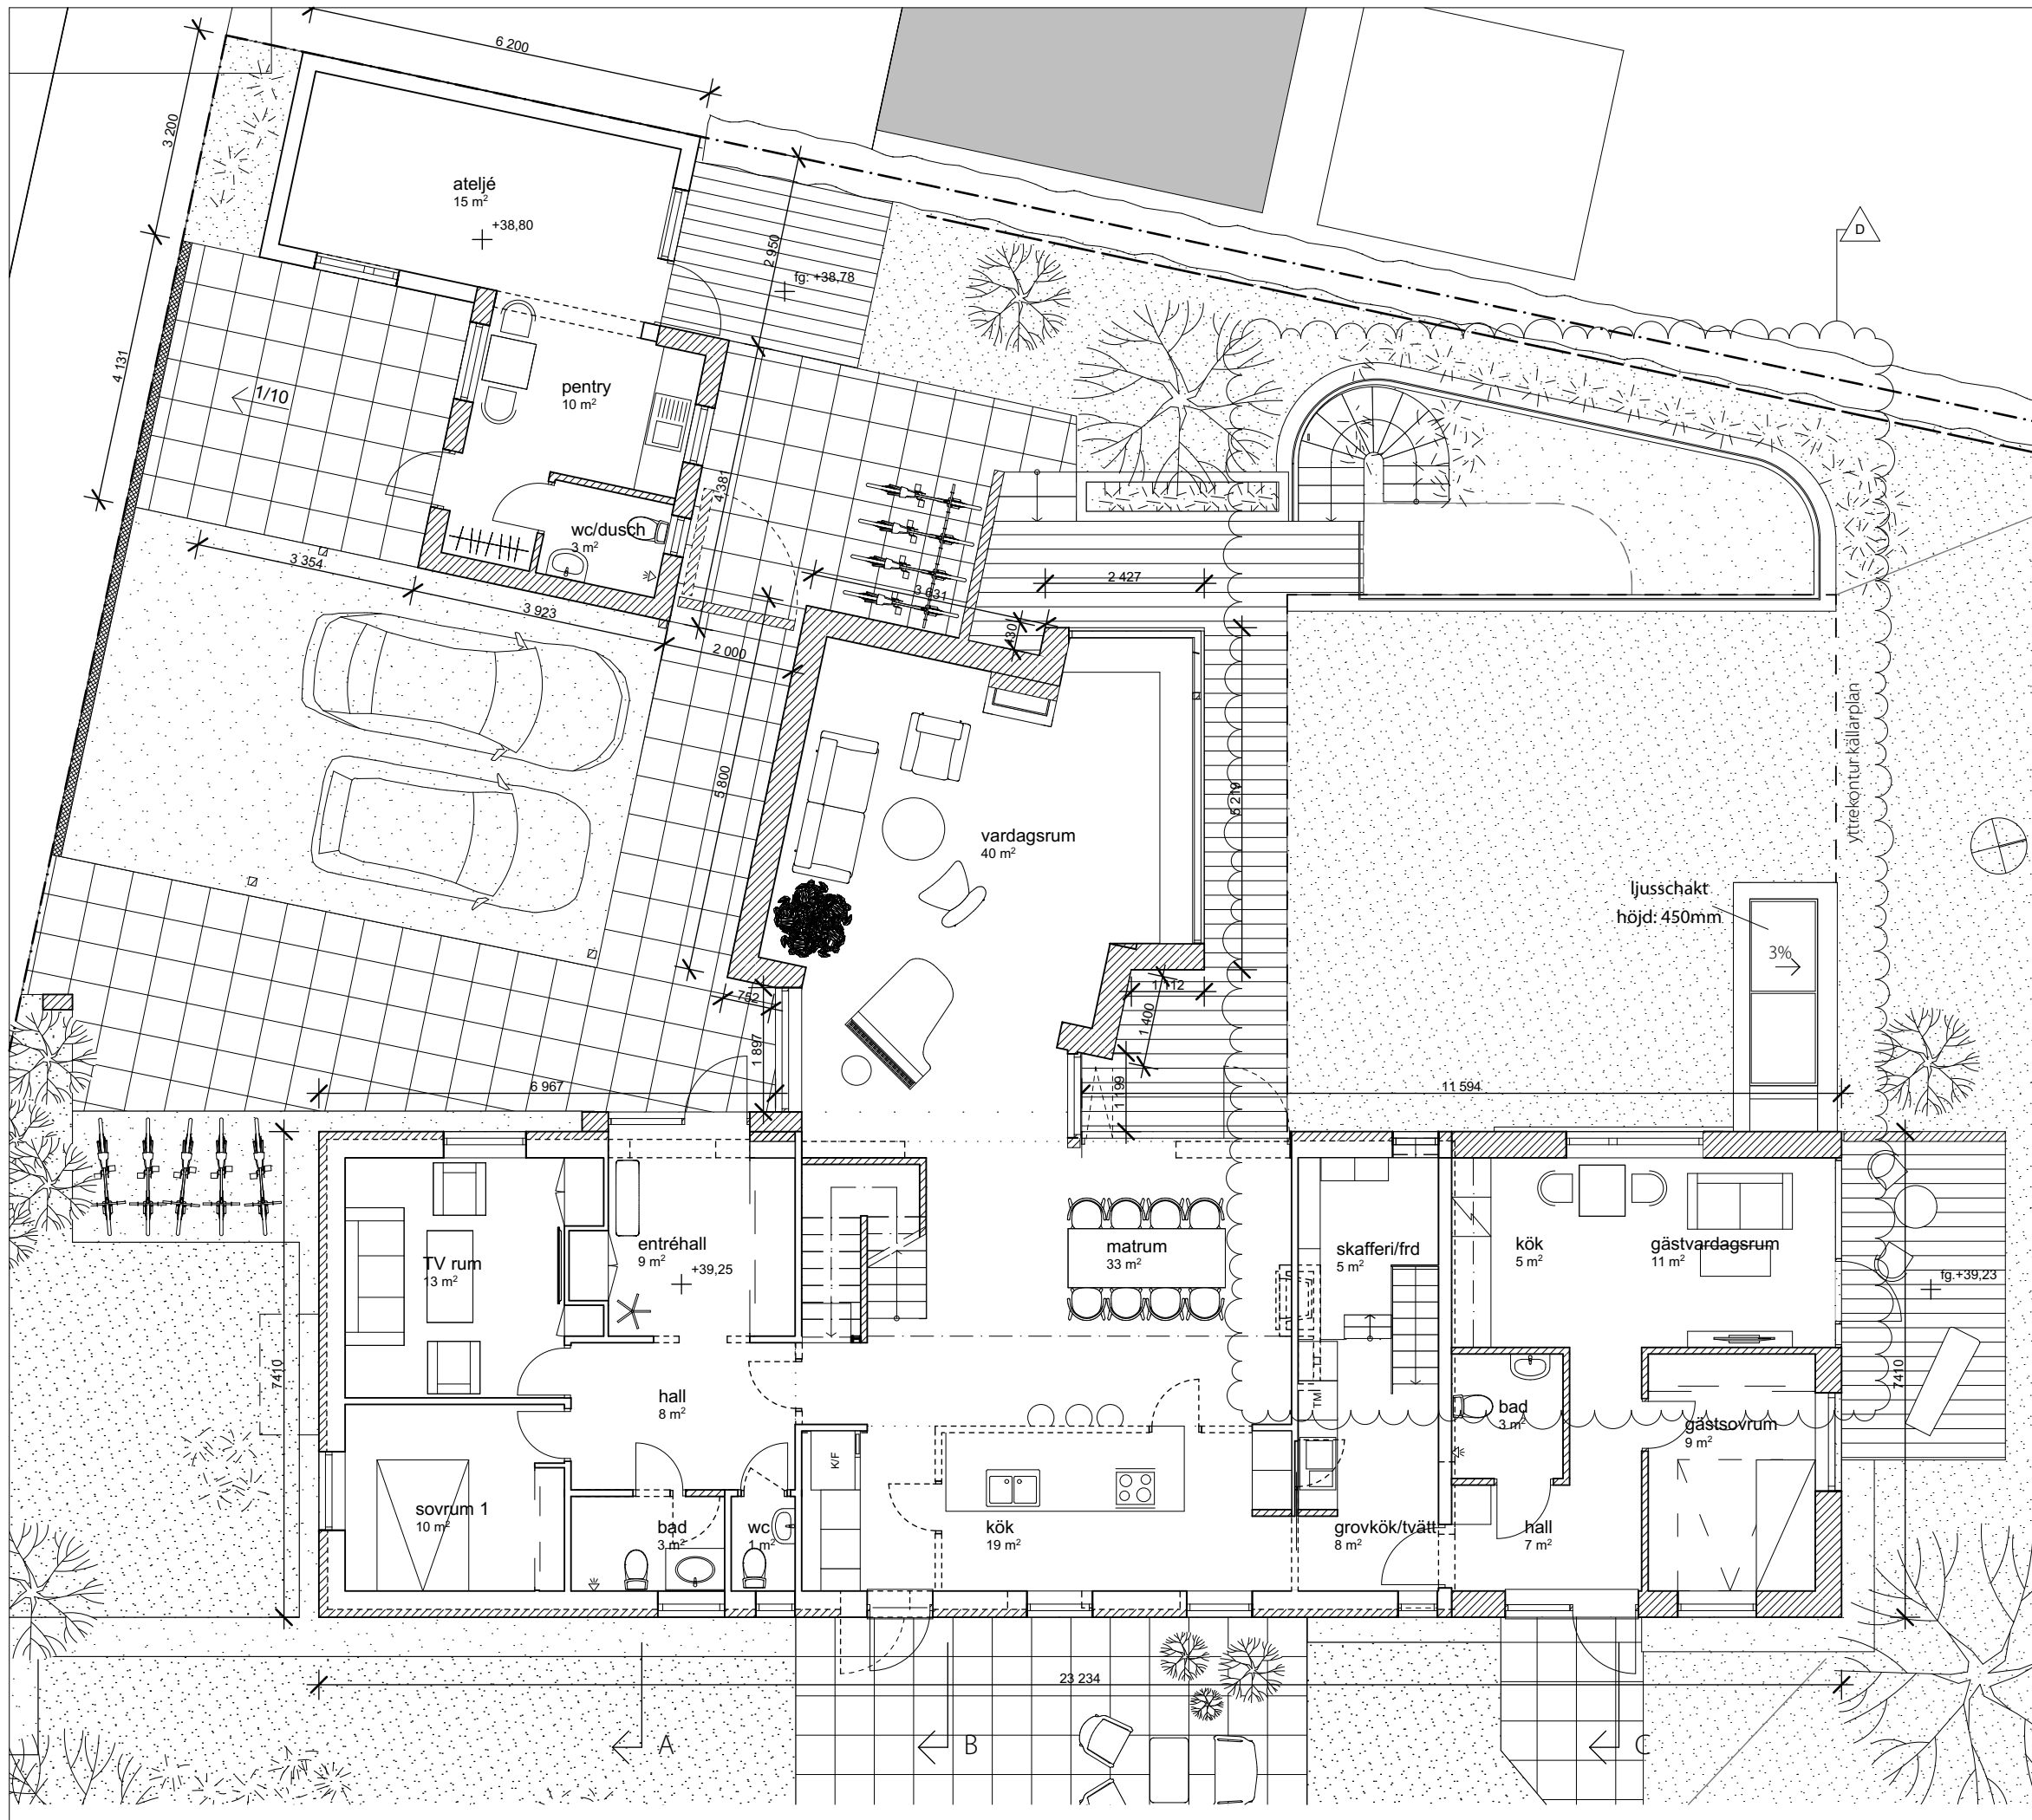 6 200
3 200
ateljé
15 m²
+38,80
2 950
fg: +38,78
D
4 131
1/10
pentry
10 m²
4 381
wc/dusch
3 m²
3 354
3 923
2 000
3 631
430
2 427
5 800
5 219
yttrekontur källarplan
vardagsrum
40 m²
ljusschakt
höjd: 450mm
3%
752
1 112
1 400
1 897
1 199
6 967
11 594
TV rum
13 m²
entréhall
9 m²
+39,25
matrum
33 m²
skafferi/frd
5 m²
kök
5 m²
gästvardagsrum
11 m²
fg.+39,23
7410
7410
hall
8 m²
TM
bad
3 m²
gästsovrum
9 m²
K/F
sovrum 1
10 m²
bad
3 m²
wc
1 m²
kök
19 m²
grovkök/tvätt
8 m²
hall
7 m²
23 234
A
B
C